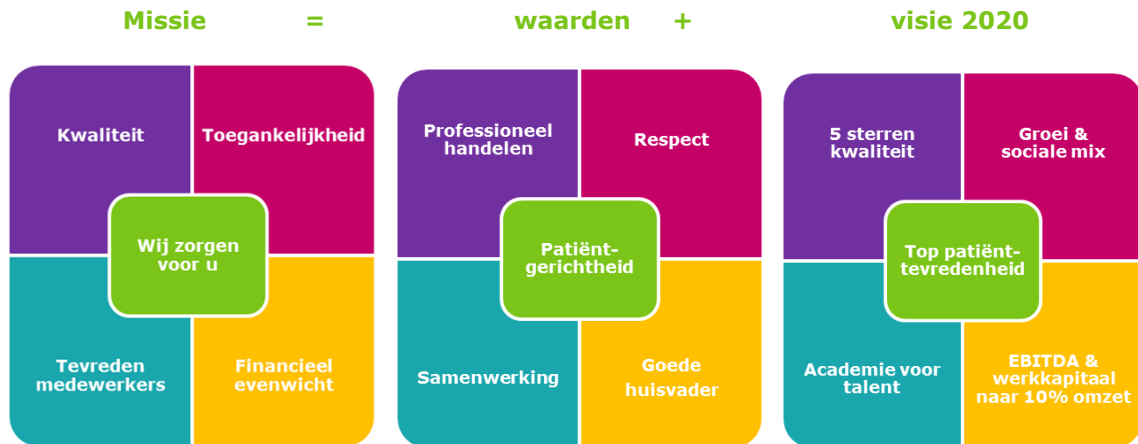 Missie = waarden + visie 2020
Kwaliteit
Toegankelijkheid
Wij zorgen
voor u
Tevreden
medewerkers
Financieel
evenwicht
Professioneel
handelen
Respect
Patiënt-
gerichtheid
Samenwerking
Goede
huisvader
5 sterren
kwaliteit
Groei &
sociale mix
Top patiënt-
tevredenheid
Academie voor
talent
EBITDA &
werkkapitaal
naar 10% omzet